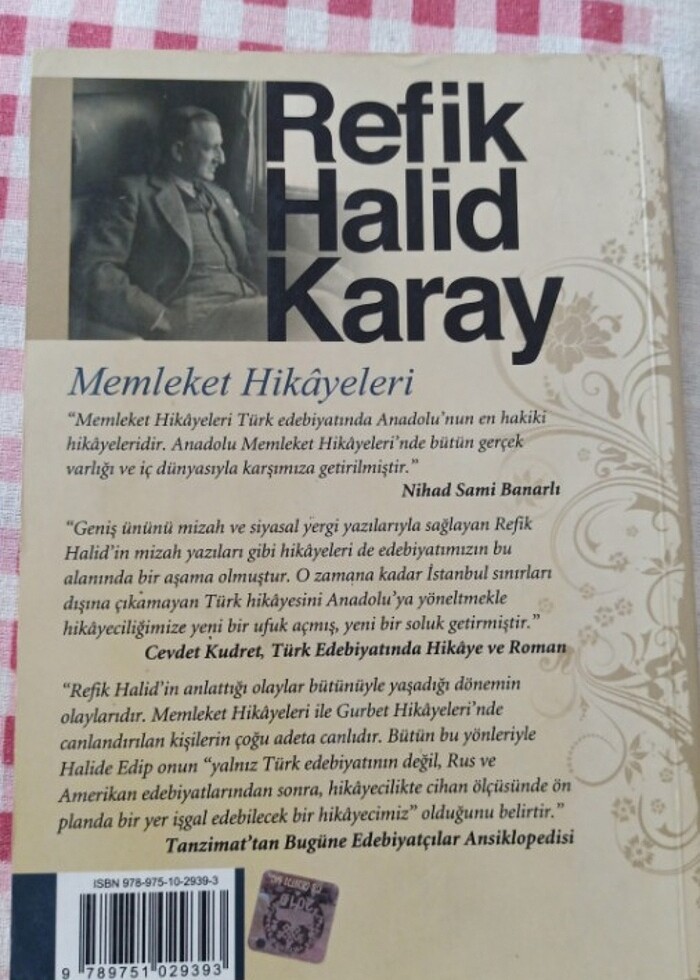 Refik
Halid
Karay
Memleket Hikâyeleri
“Memleket Hikâyeleri Türk edebiyatında Anadolu’nun en hakiki
hikâyeleridir. Anadolu Memleket Hikâyeleri’nde bütün gerçek
varlığı ve iç dünyasıyla karşımıza getirilmiştir.”
Nihad Sami Banarlı
“Geniş ününü mizah ve siyasal yergi yazılarıyla sağlayan Refik
Halid’in mizah yazıları gibi hikâyeleri de edebiyatımızın bu
alanında bir aşama olmuştur. O zamana kadar İstanbul sınırları
dışına çıkamayan Türk hikâyesini Anadolu’ya yöneltmekle
hikâyeciliğimize yeni bir ufuk açmış, yeni bir soluk getirmiştir.”
Cevdet Kudret, Türk Edebiyatında Hikâye ve Roman
“Refik Halid’in anlattığı olaylar bütünüyle yaşadığı dönemin
olaylarıdır. Memleket Hikâyeleri ile Gurbet Hikâyeleri’nde
canlandırılan kişilerin çoğu adeta canlıdır. Bütün bu yönleriyle
Halide Edip onun “yalnız Türk edebiyatının değil, Rus ve
Amerikan edebiyatlarından sonra, hikâyecilikte cihan ölçüsünde ön
planda bir yer işgal edebilecek bir hikâyecimiz” olduğunu belirtir.”
Tanzimat’tan Bugüne Edebiyatçılar Ansiklopedisi
ISBN 978-975-10-2939-3
9 789751 029393